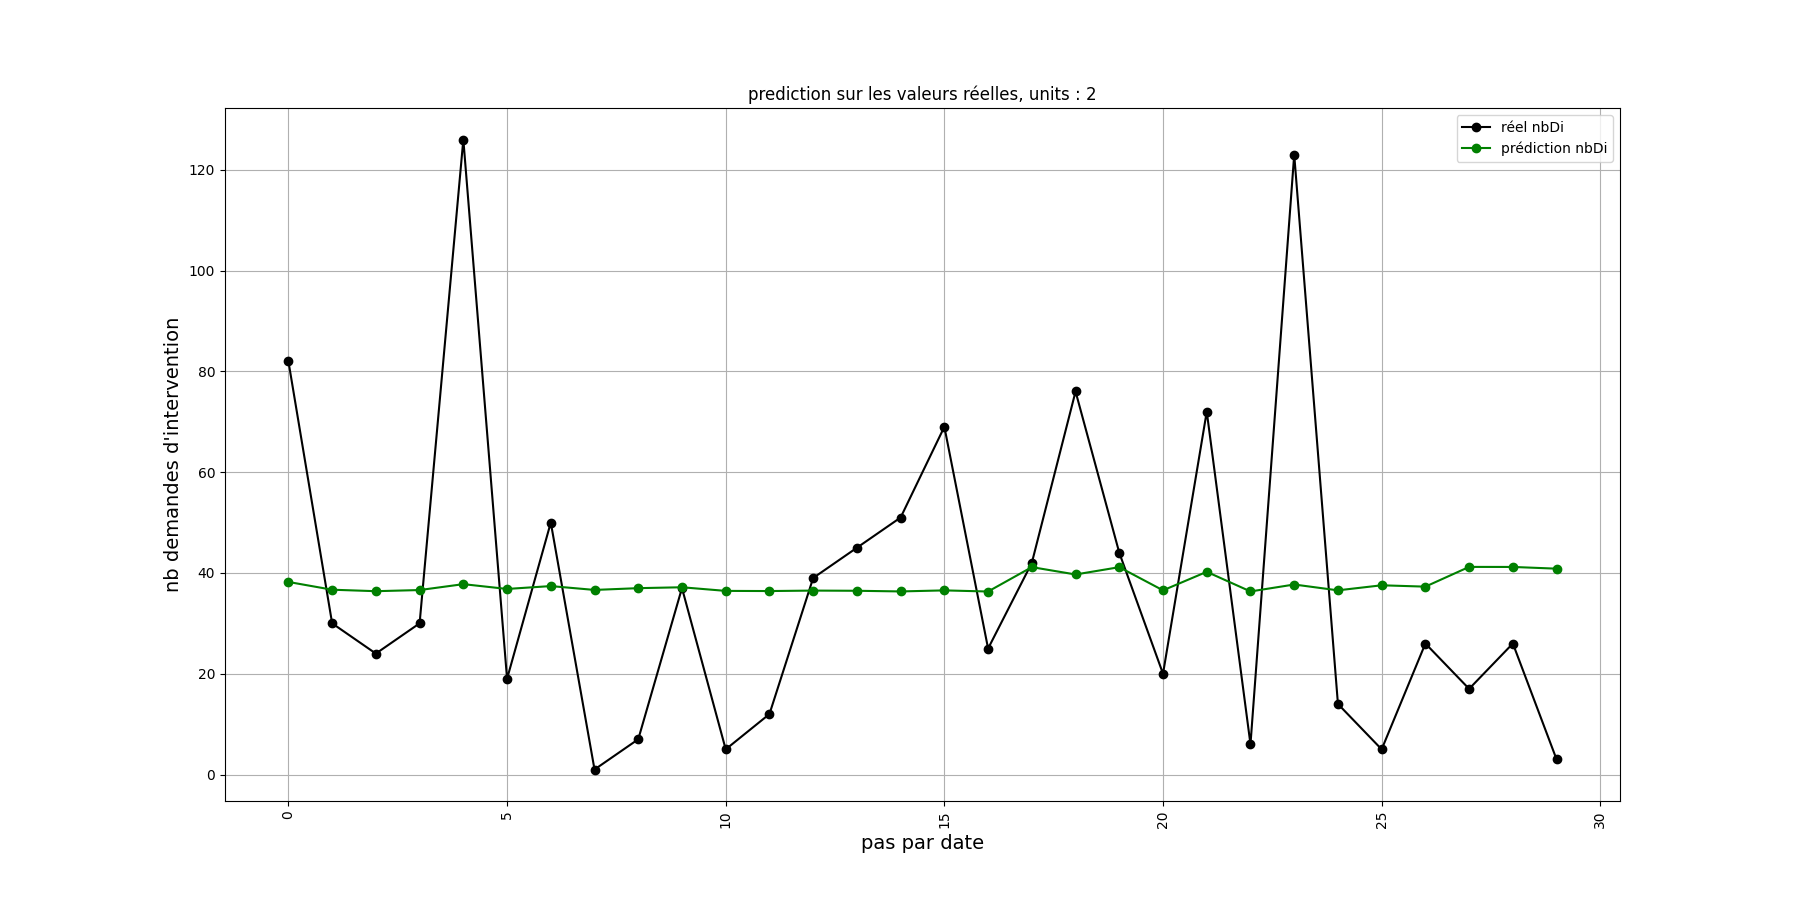 prediction sur les valeurs réelles, units : 2
réel nbDi
prédiction nbDi
nb demandes d'intervention
120
100
80
60
40
20
0
0 5 10 15 20 25 30
pas par date